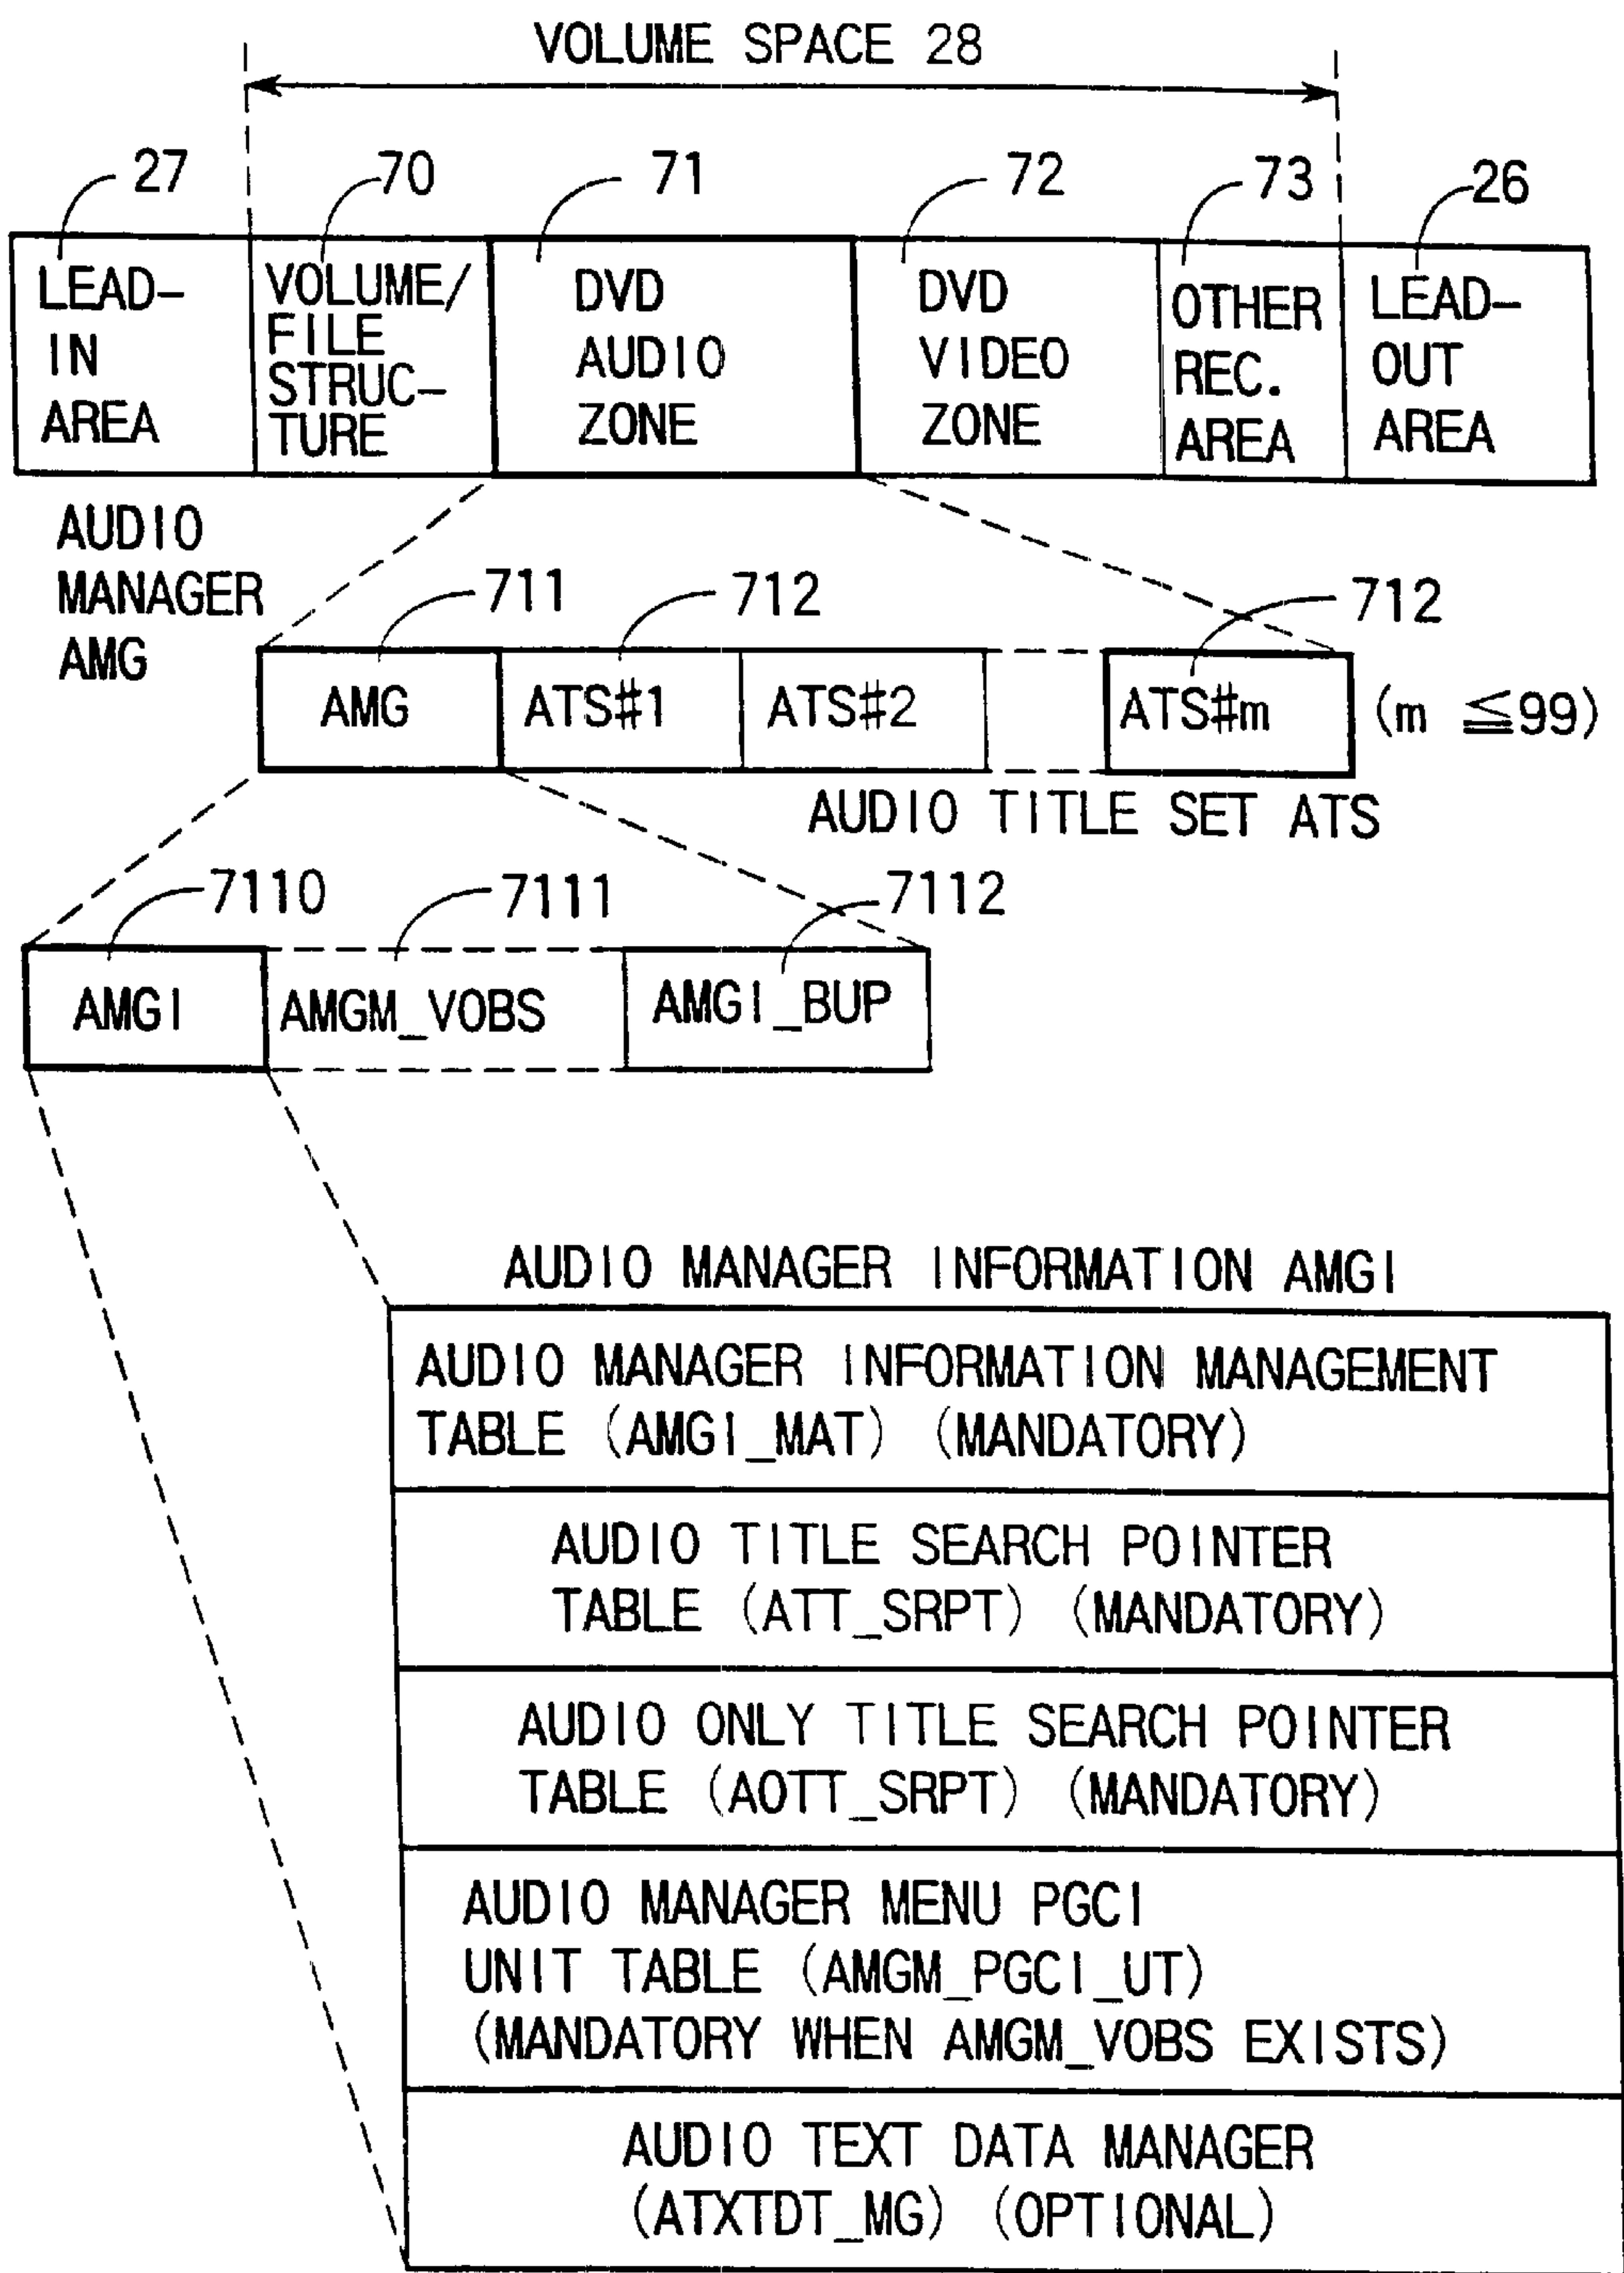 VOLUME SPACE 28
27
70
71
72
73
26
LEAD-
IN
AREA
VOLUME/
FILE
STRUC-
TURE
DVD
AUDIO
ZONE
DVD
VIDEO
ZONE
OTHER
REC.
AREA
LEAD-
OUT
AREA
AUDIO
MANAGER
AMG
711
712
712
AMG
ATS#1
ATS#2
ATS#m
(m ≦99)
AUDIO TITLE SET ATS
7110
7111
7112
AMGI
AMGM_VOBS
AMGI_BUP
AUDIO MANAGER INFORMATION AMGI
AUDIO MANAGER INFORMATION MANAGEMENT
TABLE (AMGI_MAT) (MANDATORY)
AUDIO TITLE SEARCH POINTER
TABLE (ATT_SRPT) (MANDATORY)
AUDIO ONLY TITLE SEARCH POINTER
TABLE (AOTT_SRPT) (MANDATORY)
AUDIO MANAGER MENU PGCI
UNIT TABLE (AMGM_PGCI_UT)
(MANDATORY WHEN AMGM_VOBS EXISTS)
AUDIO TEXT DATA MANAGER
(ATXTDT_MG) (OPTIONAL)